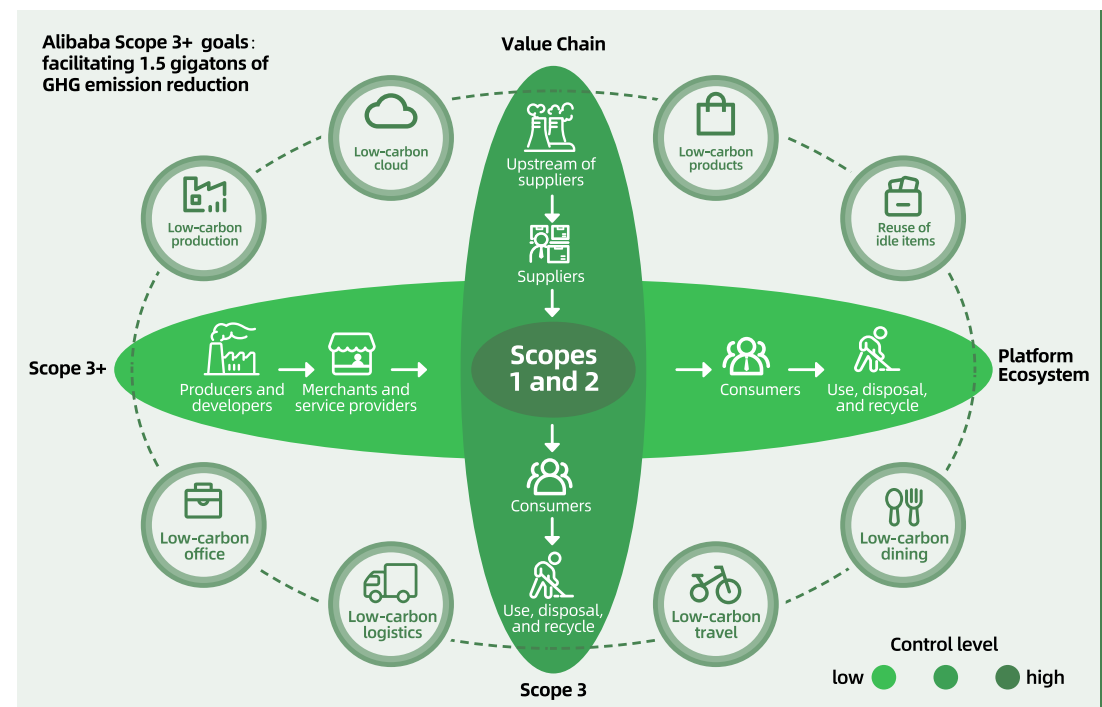 Alibaba Scope 3+ goals:
facilitating 1.5 gigatons of
GHG emission reduction
Value Chain
Low-carbon
cloud
Low-carbon
products
Low-carbon
production
Reuse of
idle items
Upstream of
suppliers
Suppliers
Scope 3+
Producers and
developers
Merchants and
service providers
Scopes
1 and 2
Consumers
Use, disposal,
and recycle
Platform
Ecosystem
Consumers
Use, disposal,
and recycle
Low-carbon
office
Low-carbon
dining
Low-carbon
logistics
Low-carbon
travel
Scope 3
Control level
low high